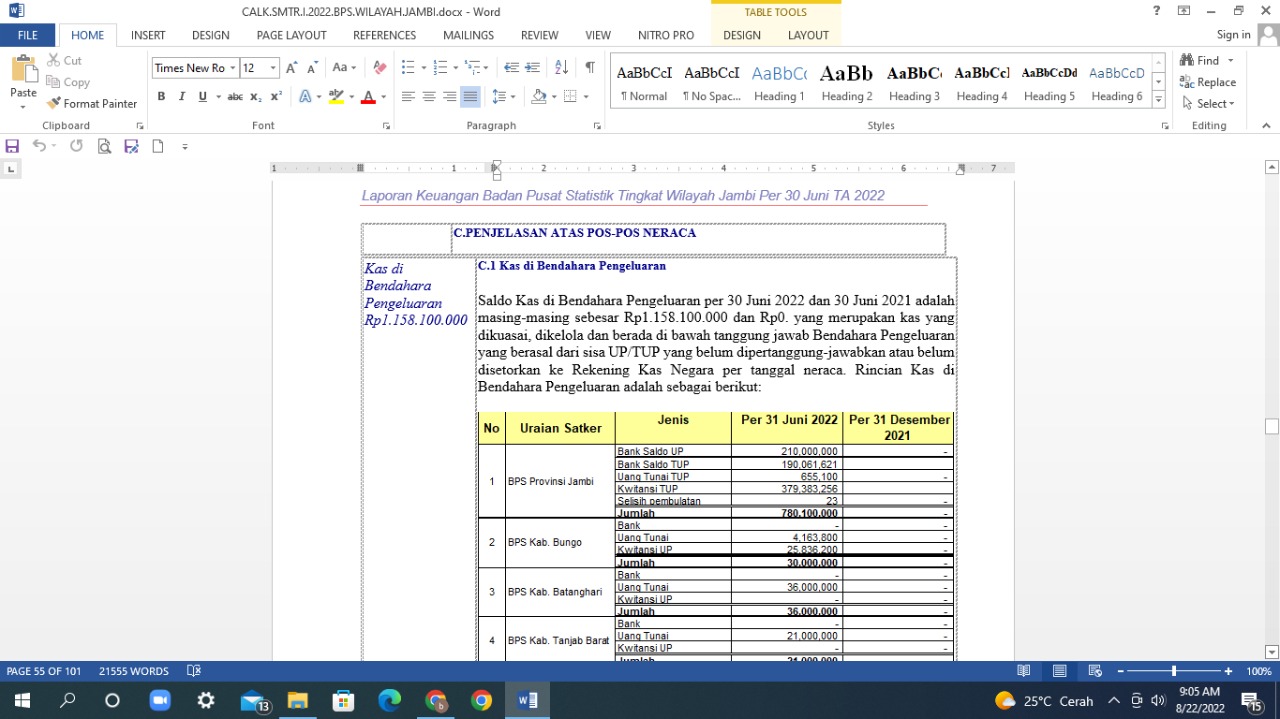 CALK.SMTR.I.2022.BPS.WILAYAH.JAMBI.docx - Word
TABLE TOOLS
FILE HOME INSERT DESIGN PAGE LAYOUT REFERENCES MAILINGS REVIEW VIEW NITRO PRO DESIGN LAYOUT Sign in
Paste
Cut
Copy
Format Painter
Clipboard
Times New Ro 12
Font
Paragraph
AaBbCcI AaBbCcI AaBbCc AaBb AaBbC AaBbCcI AaBbCcDd AaBbCcD
¶ Normal ¶ No Spac... Heading 1 Heading 2 Heading 3 Heading 4 Heading 5 Heading 6
Styles
Find
Replace
Select
Editing
1 1 2 3 4 5 6 7
Laporan Keuangan Badan Pusat Statistik Tingkat Wilayah Jambi Per 30 Juni TA 2022
C.PENJELASAN ATAS POS-POS NERACA
Kas di
Bendahara
Pengeluaran
Rp1.158.100.000
C.1 Kas di Bendahara Pengeluaran
Saldo Kas di Bendahara Pengeluaran per 30 Juni 2022 dan 30 Juni 2021 adalah
masing-masing sebesar Rp1.158.100.000 dan Rp0. yang merupakan kas yang
dikuasai, dikelola dan berada di bawah tanggung jawab Bendahara Pengeluaran
yang berasal dari sisa UP/TUP yang belum dipertanggung-jawabkan atau belum
disetorkan ke Rekening Kas Negara per tanggal neraca. Rincian Kas di
Bendahara Pengeluaran adalah sebagai berikut:
No Uraian Satker Jenis Per 31 Juni 2022 Per 31 Desember
2021
1 BPS Provinsi Jambi
Bank Saldo UP 210,000,000 -
Bank Saldo TUP 190,061,621
Uang Tunai TUP 655,100 -
Kwitansi TUP 379,383,256
Selisih pembulatan 23 -
Jumlah 780,100,000 -
2 BPS Kab. Bungo
Bank - -
Uang Tunai 4,163,800 -
Kwitansi UP 25,836,200 -
Jumlah 30,000,000 -
3 BPS Kab. Batanghari
Bank - -
Uang Tunai 36,000,000 -
Kwitansi UP - -
Jumlah 36,000,000 -
4 BPS Kab. Tanjab Barat
Bank - -
Uang Tunai 21,000,000 -
Kwitansi UP - -
Jumlah 21,000,000 -
PAGE 55 OF 101 21555 WORDS 100%
13
25°C Cerah
9:05 AM
8/22/2022
15